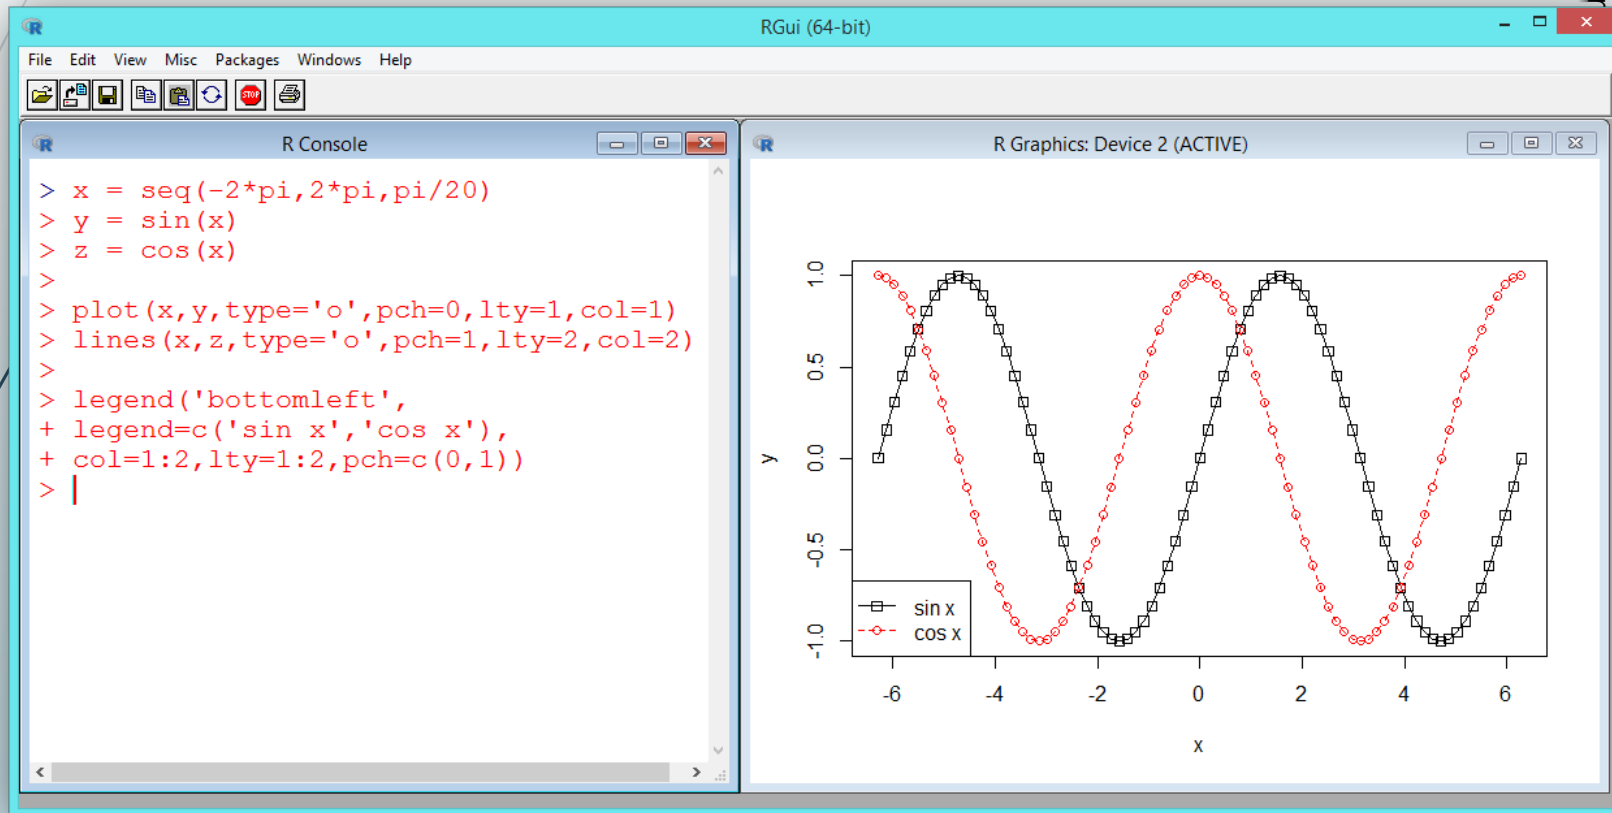 RGui (64-bit)
File Edit View Misc Packages Windows Help
STOP
R Console
> x = seq(-2*pi,2*pi,pi/20)
> y = sin(x)
> z = cos(x)
>
> plot(x,y,type='o',pch=0,lty=1,col=1)
> lines(x,z,type='o',pch=1,lty=2,col=2)
>
> legend('bottomleft',
+ legend=c('sin x','cos x'),
+ col=1:2,lty=1:2,pch=c(0,1))
>
R Graphics: Device 2 (ACTIVE)
1.0
0.5
0.0
-0.5
-1.0
y
sin x
cos x
-6 -4 -2 0 2 4 6
x